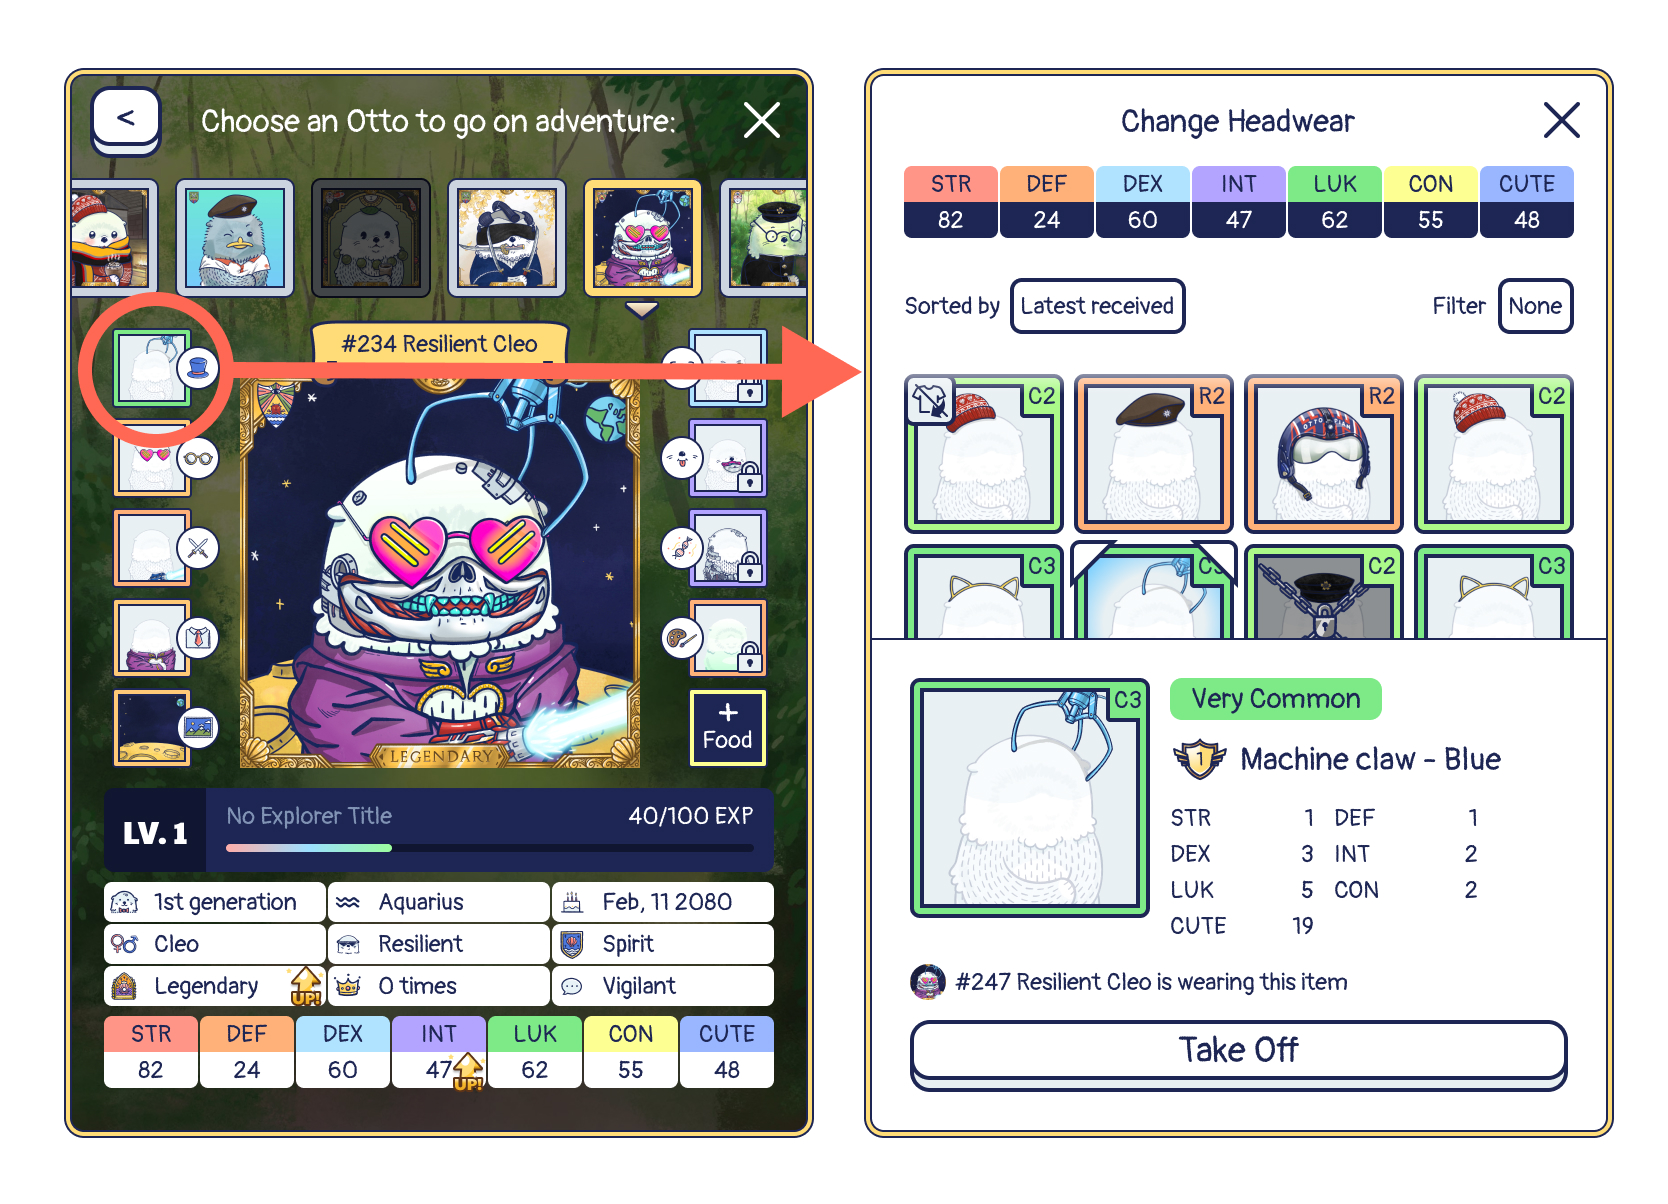 <
Choose an Otto to go on adventure:
#234 Resilient Cleo
LEGENDARY
+
Food
LV. 1
No Explorer Title
40/100 EXP
1st generation
Aquarius
Feb, 11 2080
Cleo
Resilient
Spirit
Legendary
UP!
0 times
Vigilant
STR DEF DEX INT LUK CON CUTE
82 24 60 47 62 55 48
UP!
Change Headwear
STR DEF DEX INT LUK CON CUTE
82 24 60 47 62 55 48
Sorted by
Latest received
Filter
None
C2
R2
R2
C2
C3
C3
C2
C3
C3
Very Common
1
Machine claw - Blue
STR 1 DEF 1
DEX 3 INT 2
LUK 5 CON 2
CUTE 19
#247 Resilient Cleo is wearing this item
Take Off